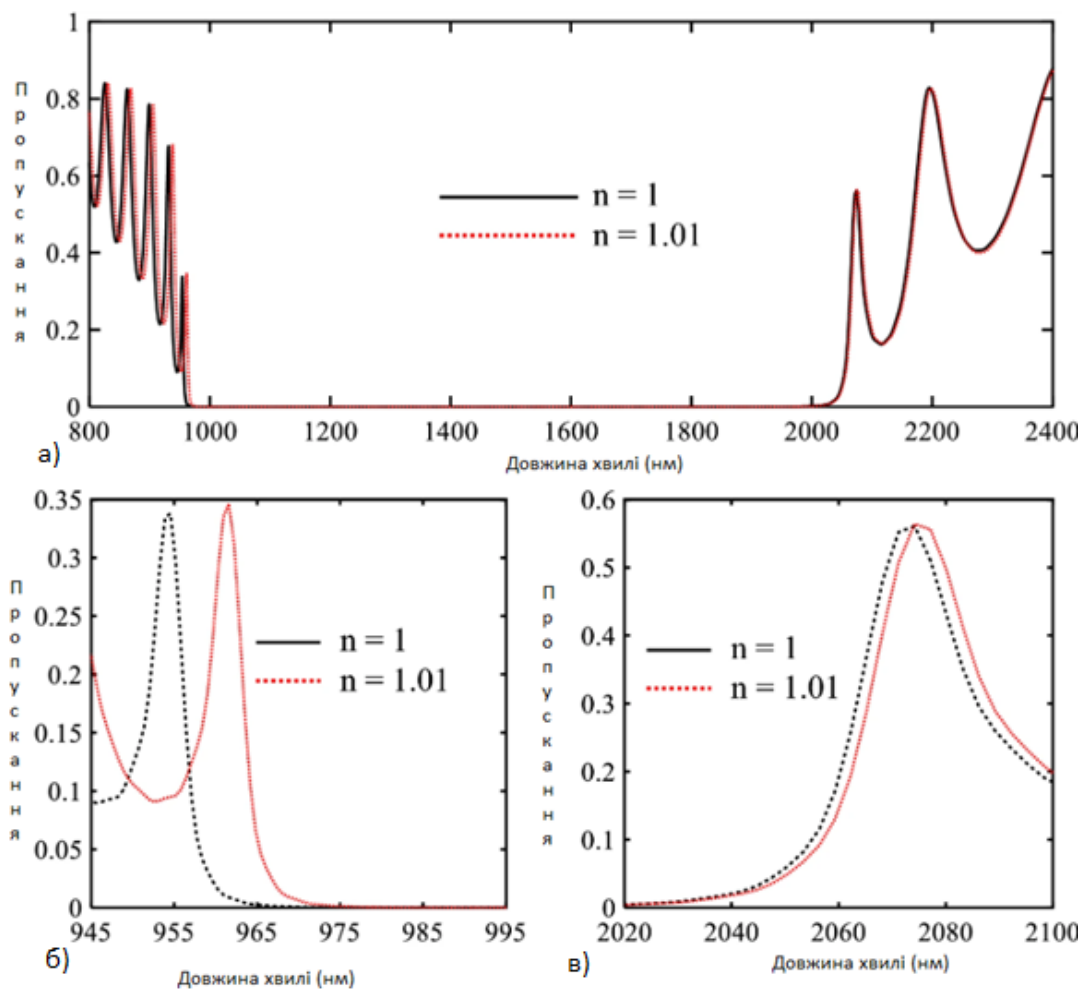 1
0.8
0.6
0.4
0.2
0
Пропускання
n = 1
n = 1.01
800 1000 1200 1400 1600 1800 2000 2200 2400
а)
Довжина хвилі (нм)
0.35
0.3
0.25
0.2
0.15
0.1
0.05
0
Пропускання
n = 1
n = 1.01
945 955 965 975 985 995
б)
Довжина хвилі (нм)
0.6
0.5
0.4
0.3
0.2
0.1
0
Пропускання
n = 1
n = 1.01
2020 2040 2060 2080 2100
в)
Довжина хвилі (нм)